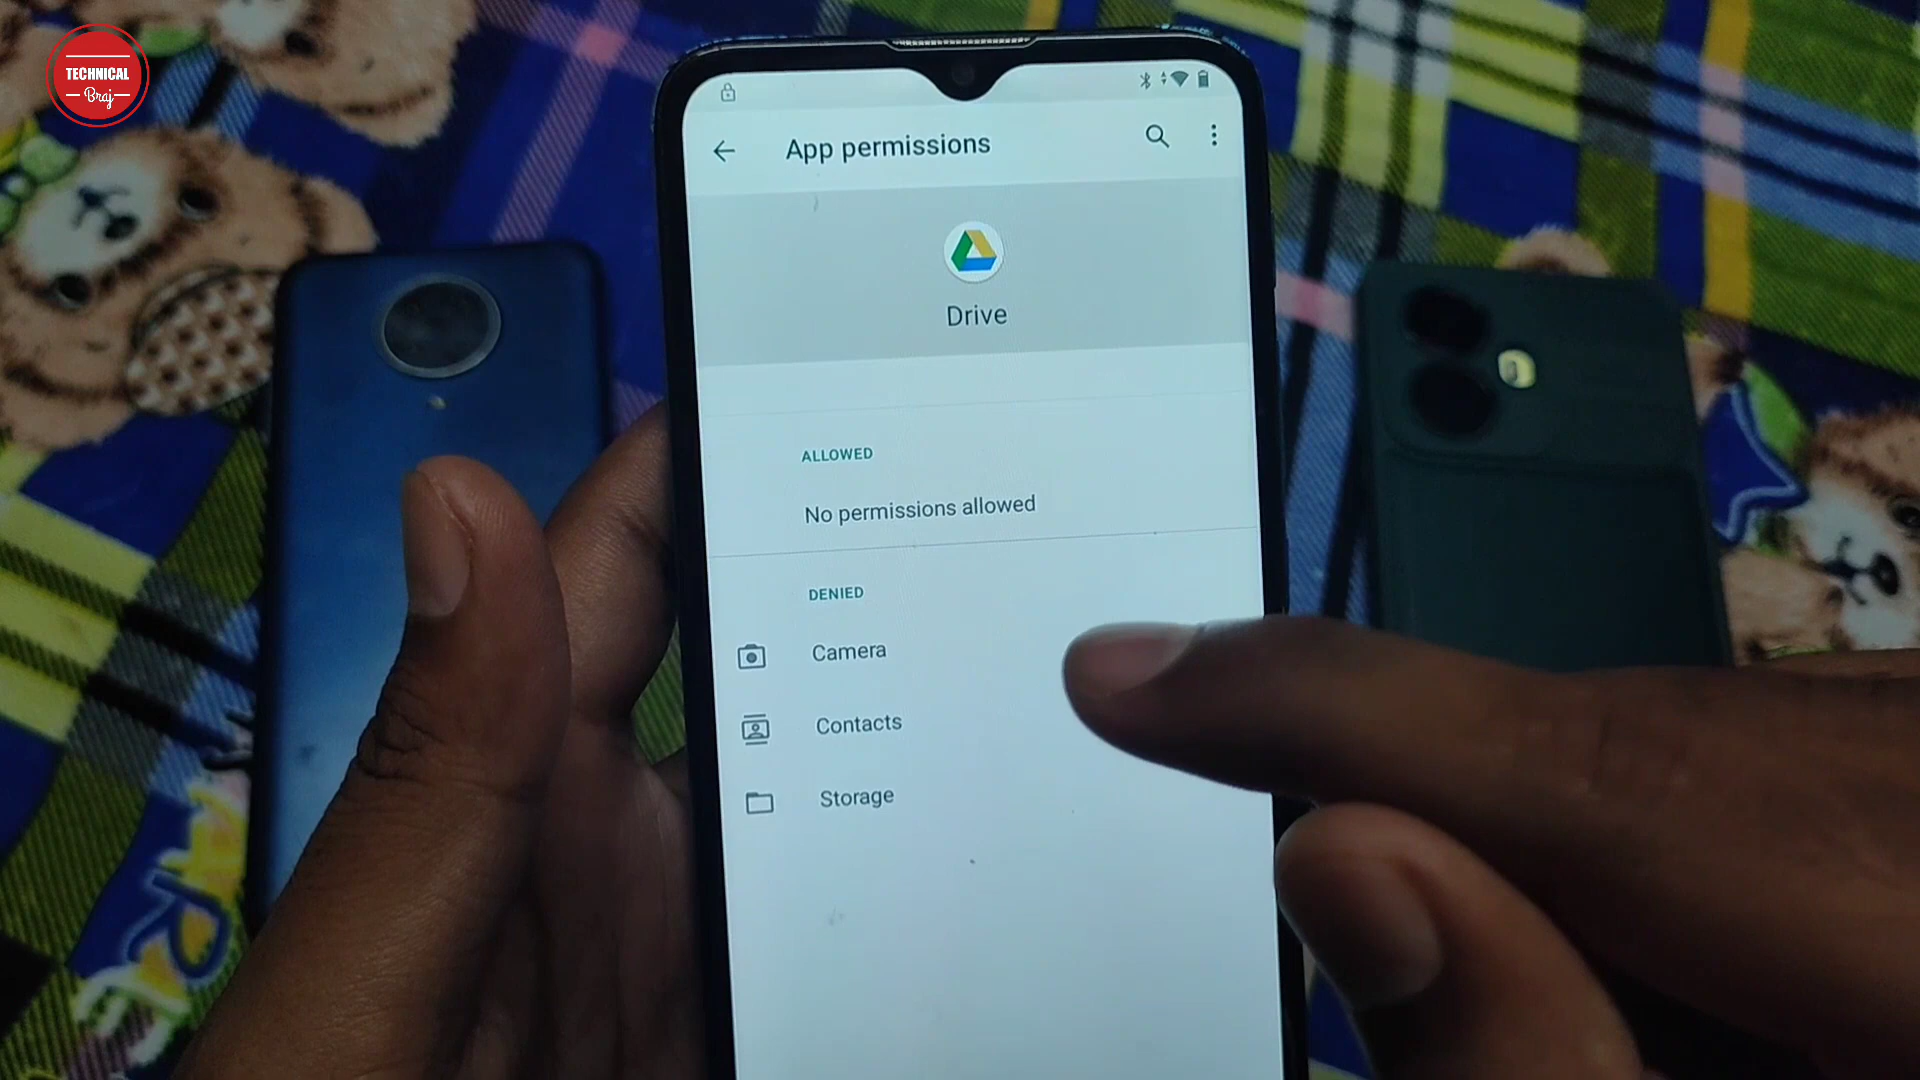 TECHNICAL
Braj
App permissions
Drive
ALLOWED
No permissions allowed
DENIED
Camera
Contacts
Storage